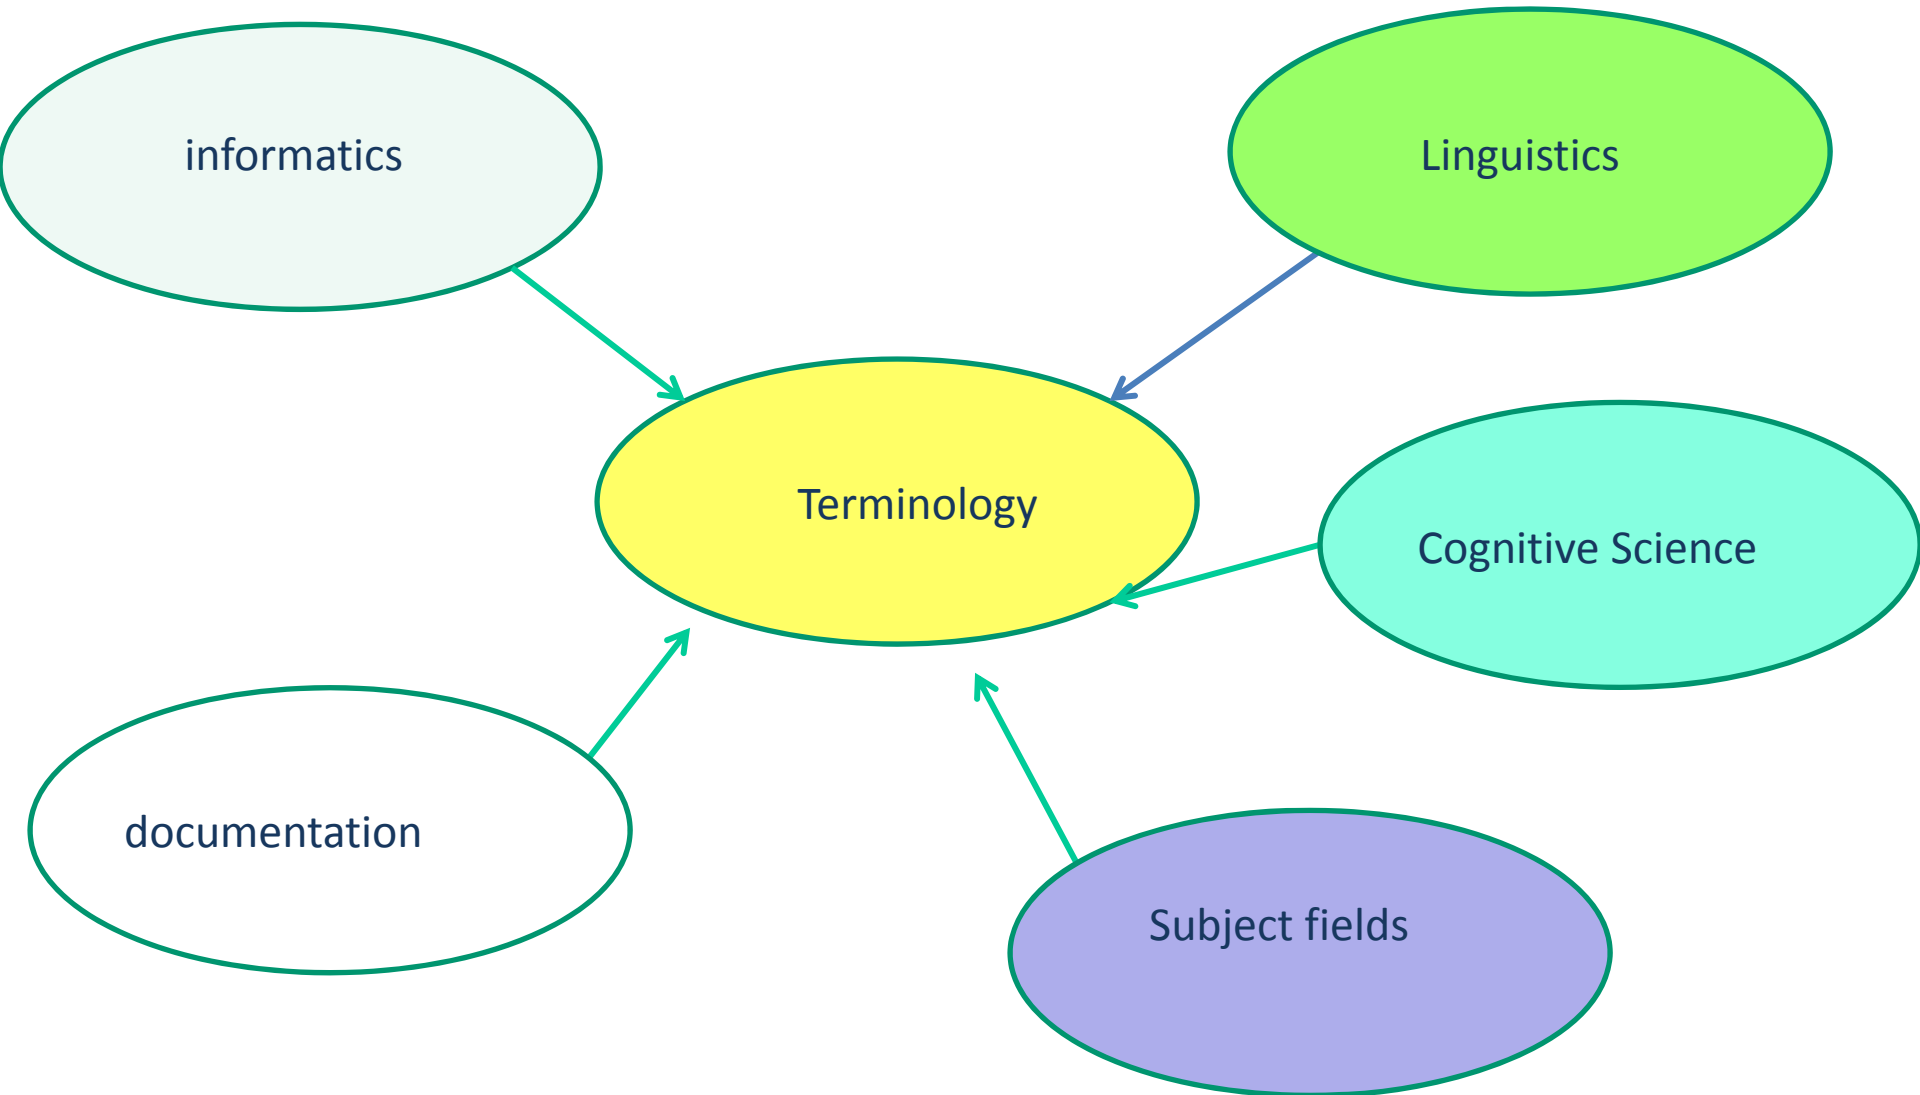 informatics
Linguistics
Terminology
Cognitive Science
documentation
Subject fields